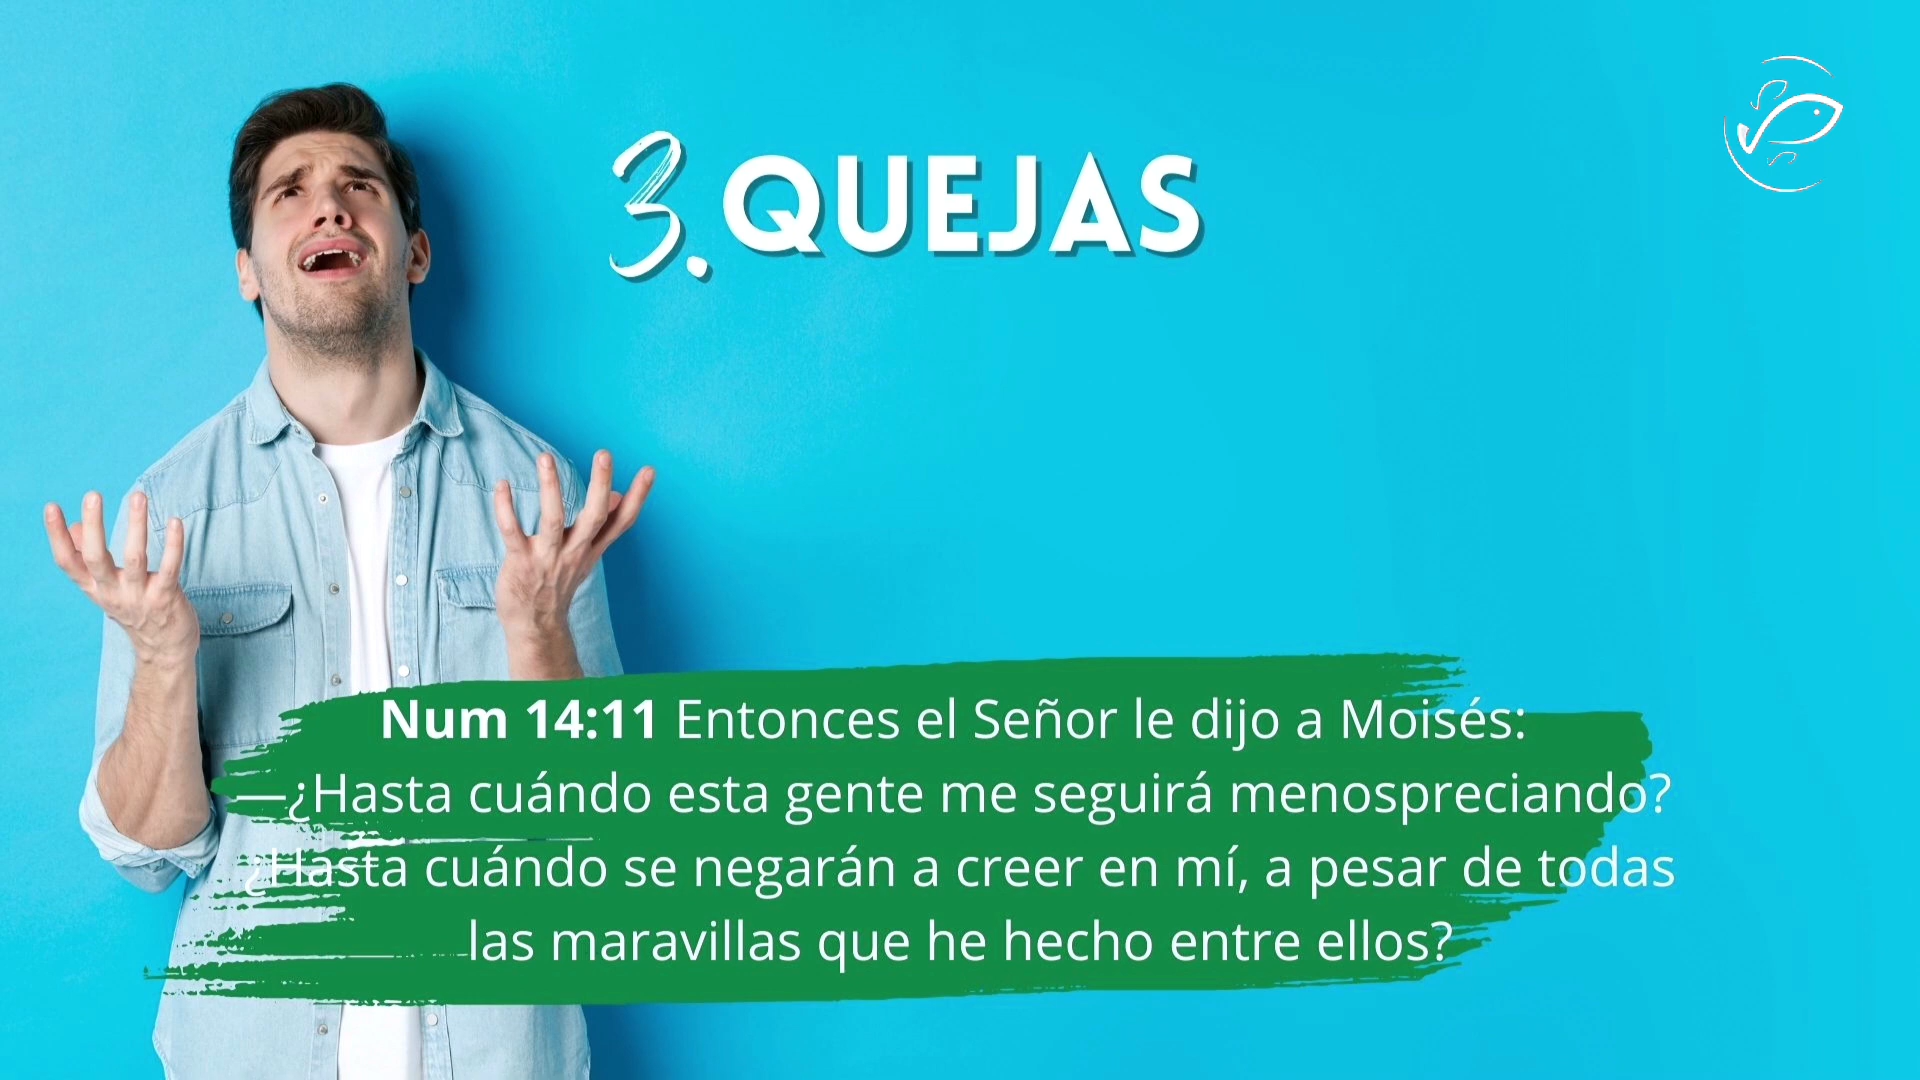 3. QUEJAS
Num 14:11 Entonces el Señor le dijo a Moisés:
—¿Hasta cuándo esta gente me seguirá menospreciando?
¿Hasta cuándo se negarán a creer en mí, a pesar de todas
las maravillas que he hecho entre ellos?